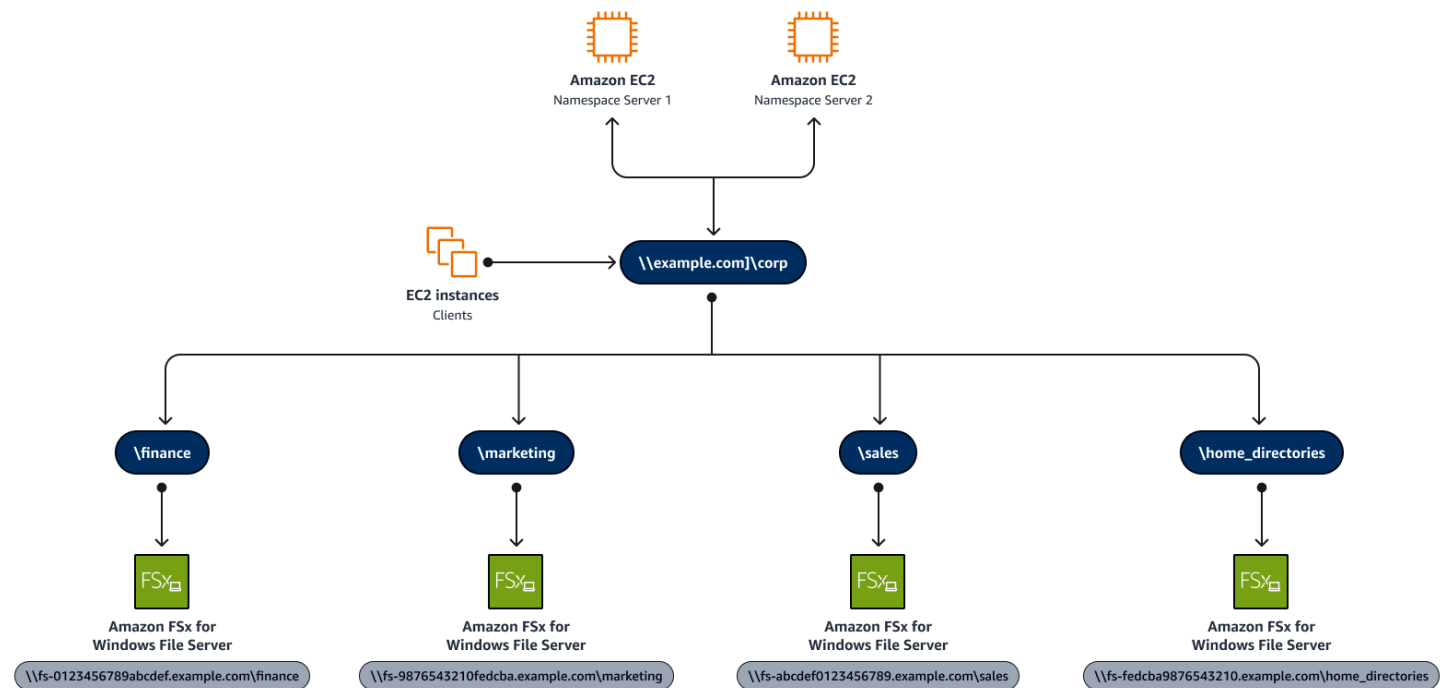 Amazon EC2
Namespace Server 1
Amazon EC2
Namespace Server 2
\\example.com]\corp
EC2 instances
Clients
\finance
\marketing
\sales
\home_directories
FSx
FSx
FSx
FSx
Amazon FSx for
Windows File Server
Amazon FSx for
Windows File Server
Amazon FSx for
Windows File Server
Amazon FSx for
Windows File Server
\\fs-0123456789abcdef.example.com\finance
\\fs-9876543210fedcba.example.com\marketing
\\fs-abcdef0123456789.example.com\sales
\\fs-fedcba9876543210.example.com\home_directories